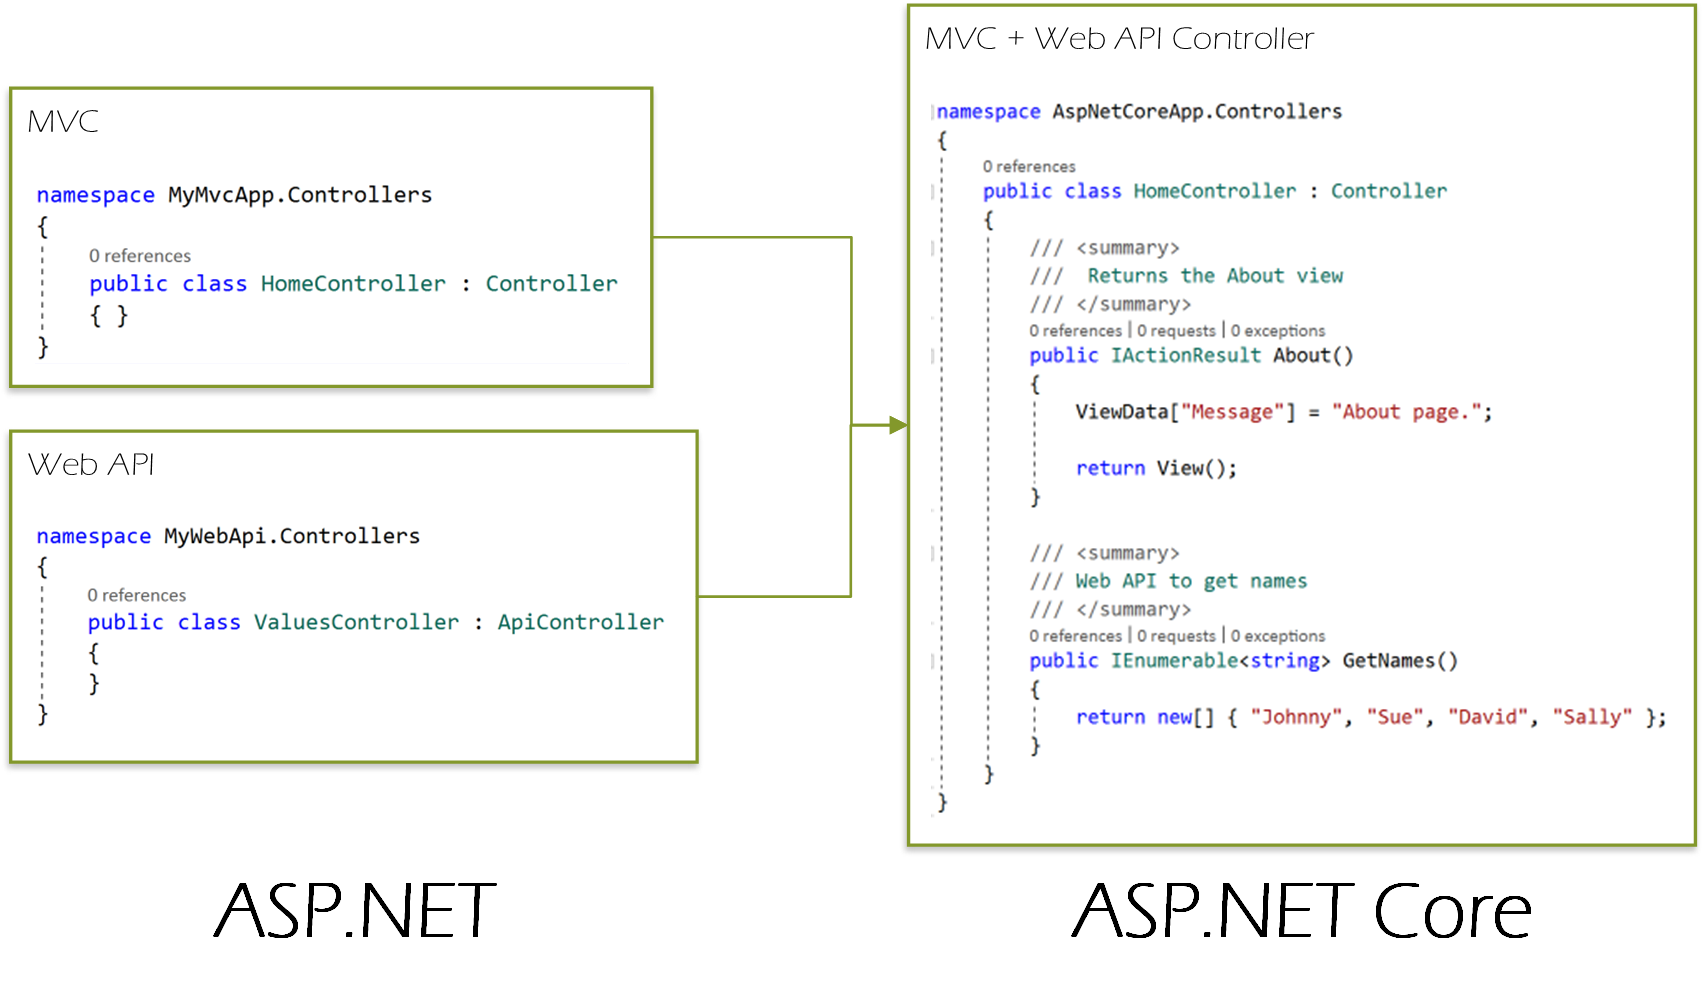 MVC
namespace MyMvcApp.Controllers
{
0 references
public class HomeController : Controller
{ }
}
Web API
namespace MyWebApi.Controllers
{
0 references
public class ValuesController : ApiController
{
}
}
ASP.NET
MVC + Web API Controller
namespace AspNetCoreApp.Controllers
{
0 references
public class HomeController : Controller
{
/// <summary>
/// Returns the About view
/// </summary>
0 references | 0 requests | 0 exceptions
public IActionResult About()
{
ViewData["Message"] = "About page.";
return View();
}
/// <summary>
/// Web API to get names
/// </summary>
0 references | 0 requests | 0 exceptions
public IEnumerable<string> GetNames()
{
return new[] { "Johnny", "Sue", "David", "Sally" };
}
}
}
ASP.NET Core